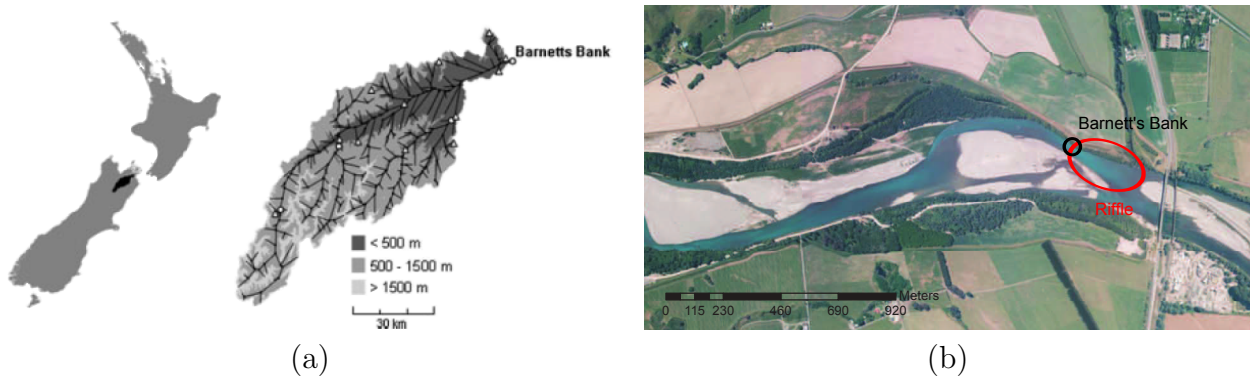 Barnetts Bank
< 500 m
500 - 1500 m
> 1500 m
30 km
(a)
Barnett's Bank
Riffle
Meters
0 115 230 460 690 920
(b)